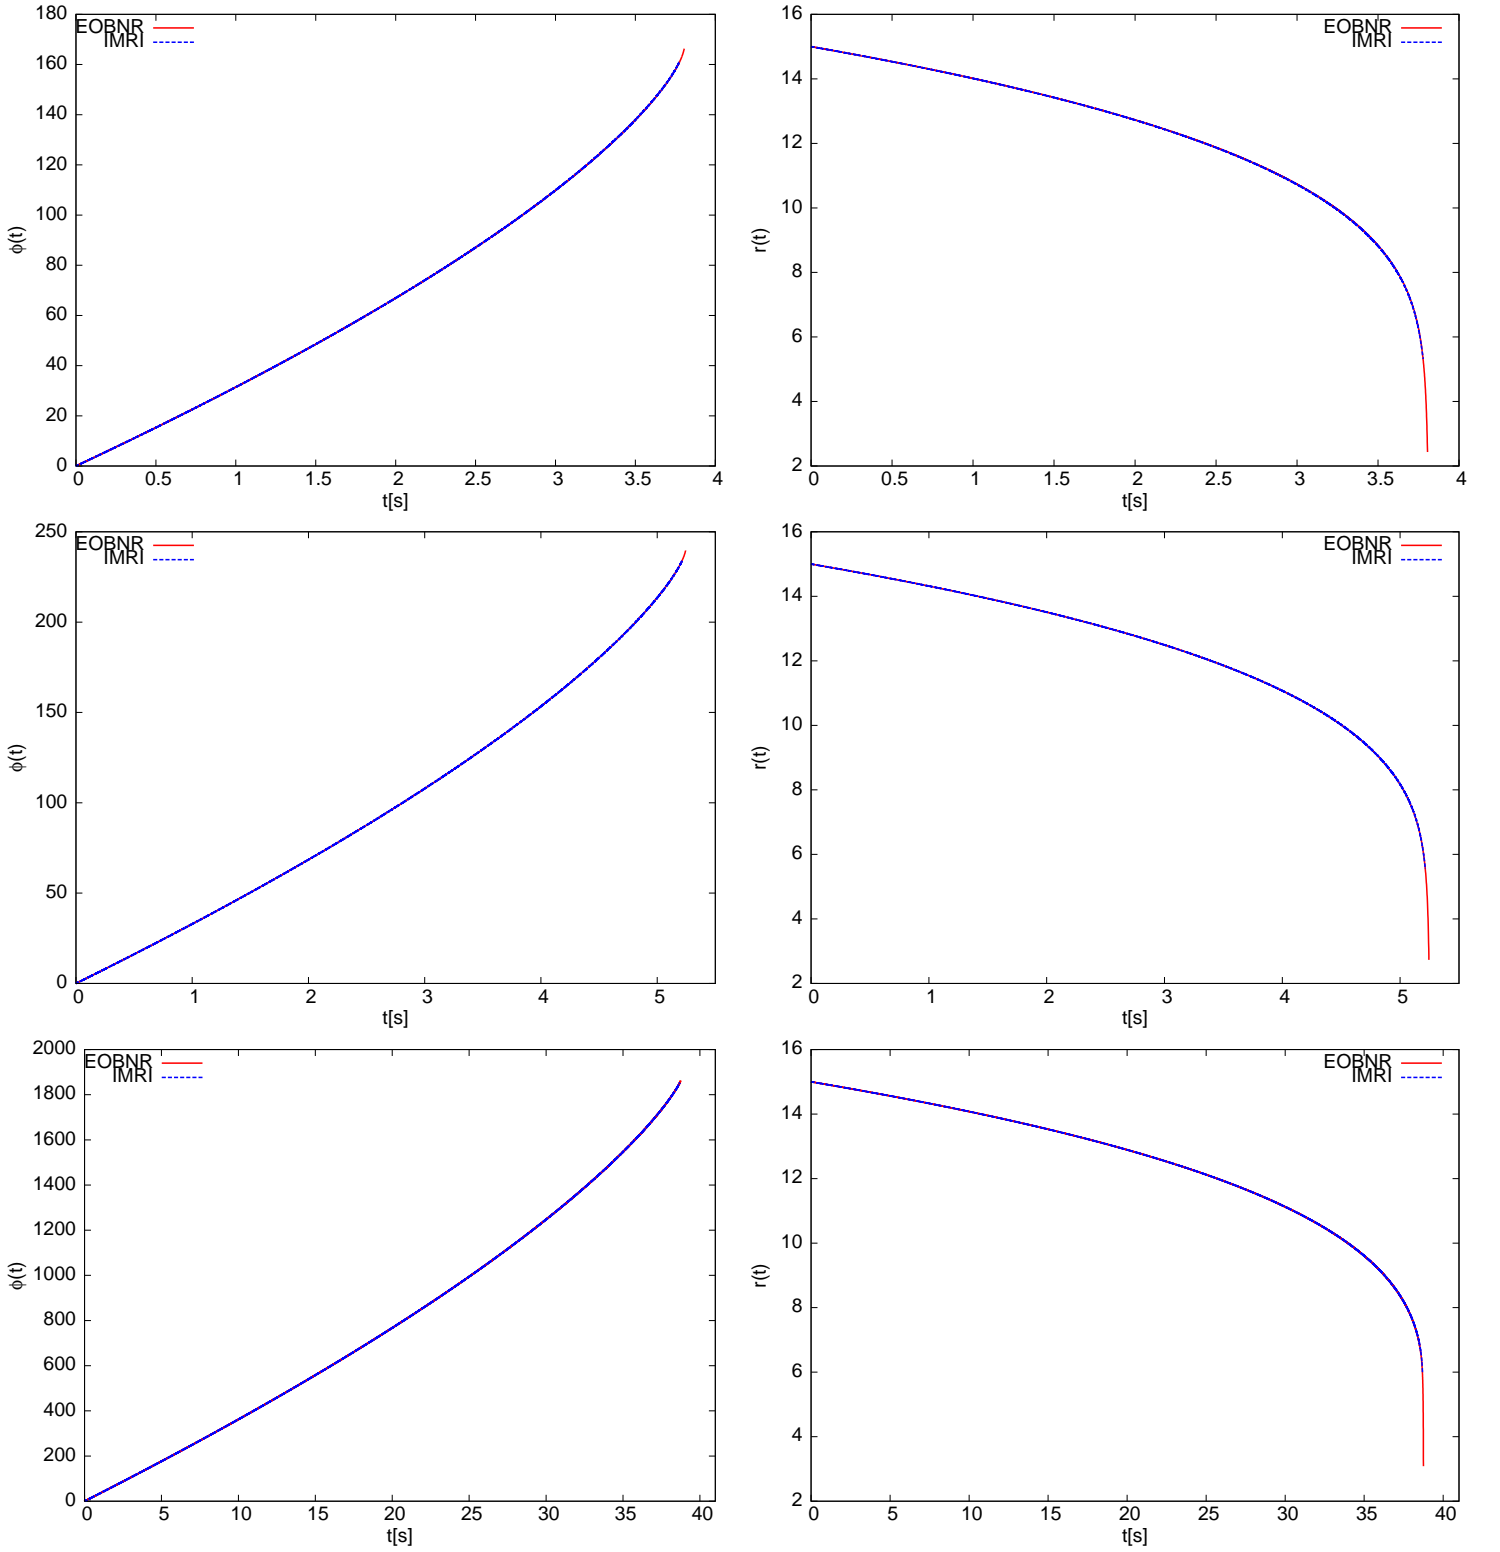 180
160
140
120
100
80
60
40
20
0
ϕ(t)
EOBNR
IMRI
0 0.5 1 1.5 2 2.5 3 3.5 4
t[s]
16
14
12
10
8
6
4
2
r(t)
EOBNR
IMRI
0 0.5 1 1.5 2 2.5 3 3.5 4
t[s]
250
200
150
100
50
0
ϕ(t)
EOBNR
IMRI
0 1 2 3 4 5
t[s]
16
14
12
10
8
6
4
2
r(t)
EOBNR
IMRI
0 1 2 3 4 5
t[s]
2000
1800
1600
1400
1200
1000
800
600
400
200
0
ϕ(t)
EOBNR
IMRI
0 5 10 15 20 25 30 35 40
t[s]
16
14
12
10
8
6
4
2
r(t)
EOBNR
IMRI
0 5 10 15 20 25 30 35 40
t[s]